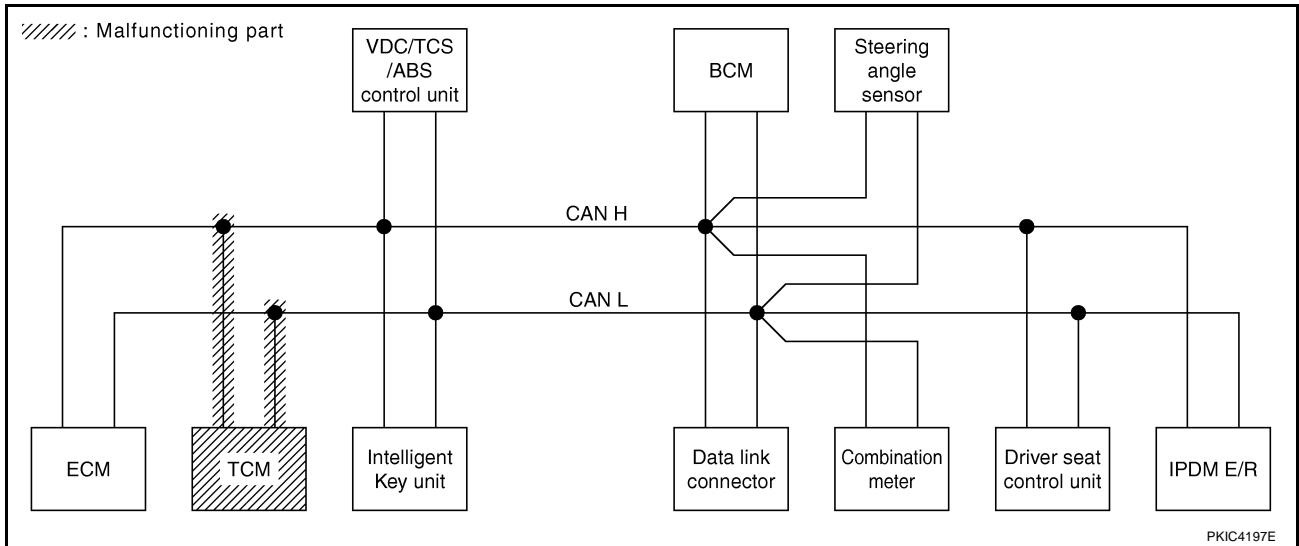 : Malfunctioning part
VDC/TCS
/ABS
control unit
BCM
Steering
angle
sensor
CAN H
CAN L
ECM
TCM
Intelligent
Key unit
Data link
connector
Combination
meter
Driver seat
control unit
IPDM E/R
PKIC4197E